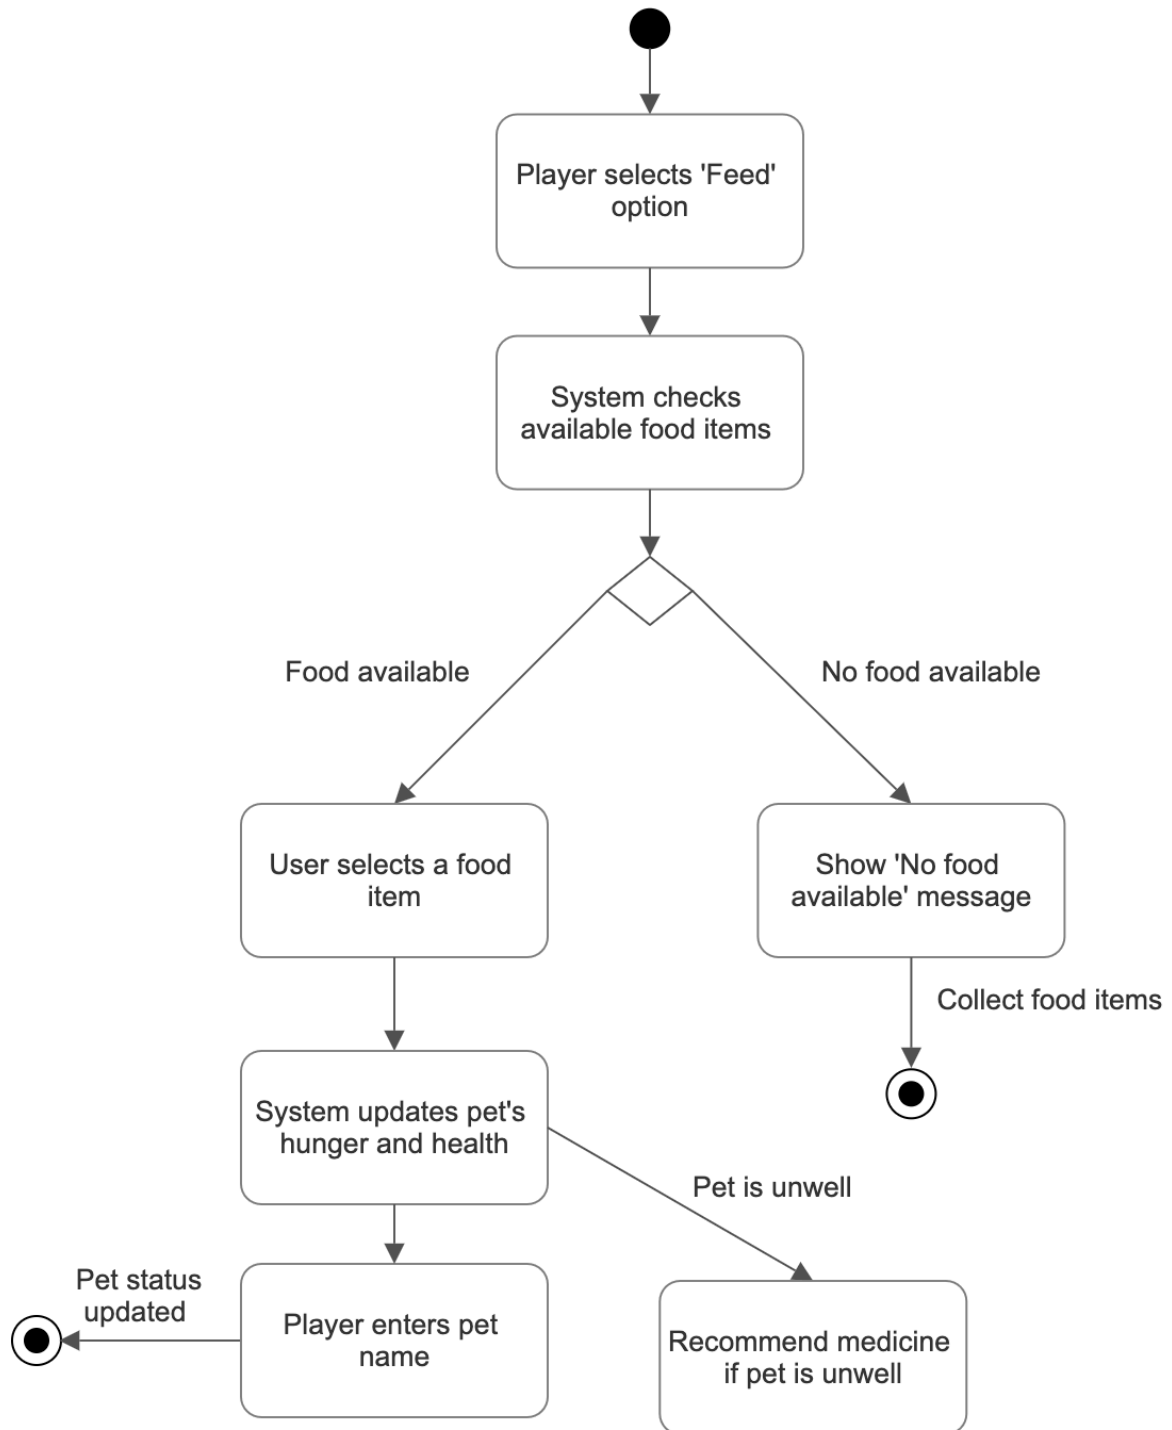 Player selects 'Feed'
option
System checks
available food items
Food available
No food available
User selects a food
item
Show 'No food
available' message
Collect food items
System updates pet's
hunger and health
Pet is unwell
Pet status
updated
Player enters pet
name
Recommend medicine
if pet is unwell